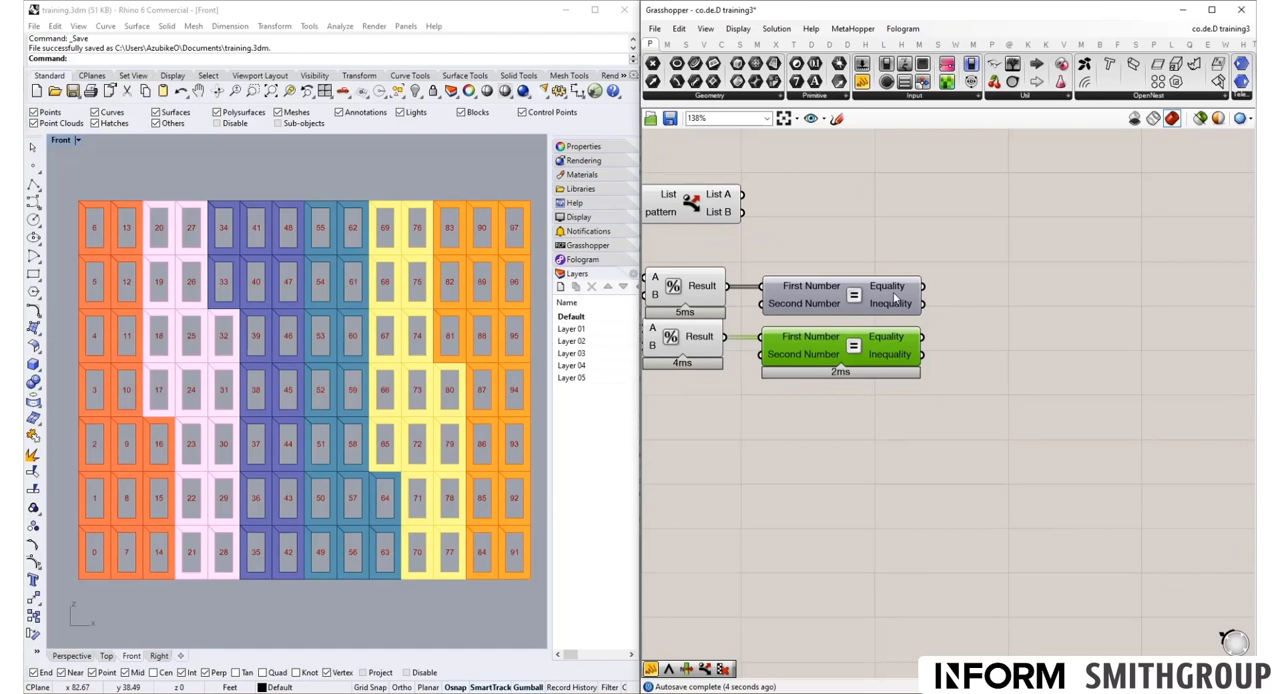 training.3dm (51 KB) - Rhino 6 Commercial - [Front]
File Edit View Curve Surface Solid Mesh Dimension Transform Tools Analyze Render Panels Help
Command: _Save
File successfully saved as C:\Users\AzubikeO\Documents\training.3dm.
Command:
Standard CPlanes Set View Display Select Viewport Layout Visibility Transform Curve Tools Surface Tools Solid Tools Mesh Tools Rend »
Points Curves Surfaces Polysurfaces Meshes Annotations Lights Blocks Control Points
Point Clouds Hatches Others Disable Sub-objects
Front
6 13 20 27 34 41 48 55 62 69 76 83 90 97
5 12 19 26 33 40 47 54 61 68 75 82 89 96
4 11 18 25 32 39 46 53 60 67 74 81 88 95
3 10 17 24 31 38 45 52 59 66 73 80 87 94
2 9 16 23 30 37 44 51 58 65 72 79 86 93
1 8 15 22 29 36 43 50 57 64 71 78 85 92
0 7 14 21 28 35 42 49 56 63 70 77 84 91
z
x
Properties
Rendering
Materials
Libraries
Help
Display
Notifications
Grasshopper
Fologram
Layers
Name
Default
Layer 01
Layer 02
Layer 03
Layer 04
Layer 05
Perspective Top Front Right
End Near Point Mid Cen Int Perp Tan Quad Knot Vertex Project Disable
CPlane x 82.67 y 38.49 z 0 Feet Default Grid Snap Ortho Planar Osnap SmartTrack Gumball Record History Filter C
Grasshopper - co.de.D training3*
File Edit View Display Solution Help MetaHopper Fologram co.de.D training3*
Geometry Primitive Input Util OpenNest Tele...
138%
List List A
pattern List B
A Result
B
5ms
First Number = Equality
Second Number Inequality
A Result
B
4ms
First Number = Equality
Second Number Inequality
2ms
Autosave complete (4 seconds ago)
INFORM SMITHGROUP